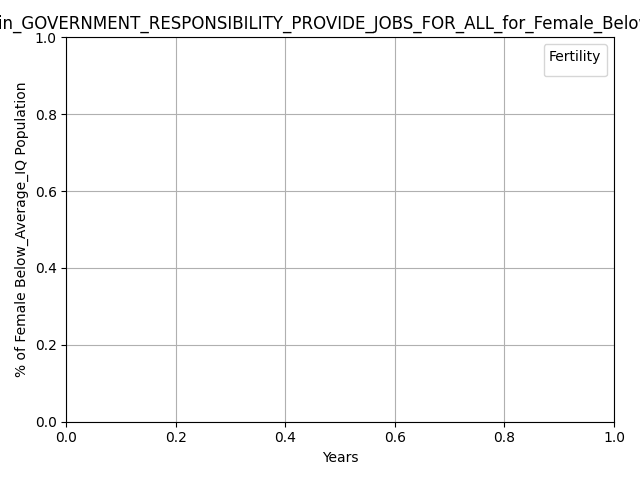 in_GOVERNMENT_RESPONSIBILITY_PROVIDE_JOBS_FOR_ALL_for_Female_Belo
1.0
Fertility
0.8
0.6
0.4
0.2
0.0
% of Female Below_Average_IQ Population
0.0 0.2 0.4 0.6 0.8 1.0
Years